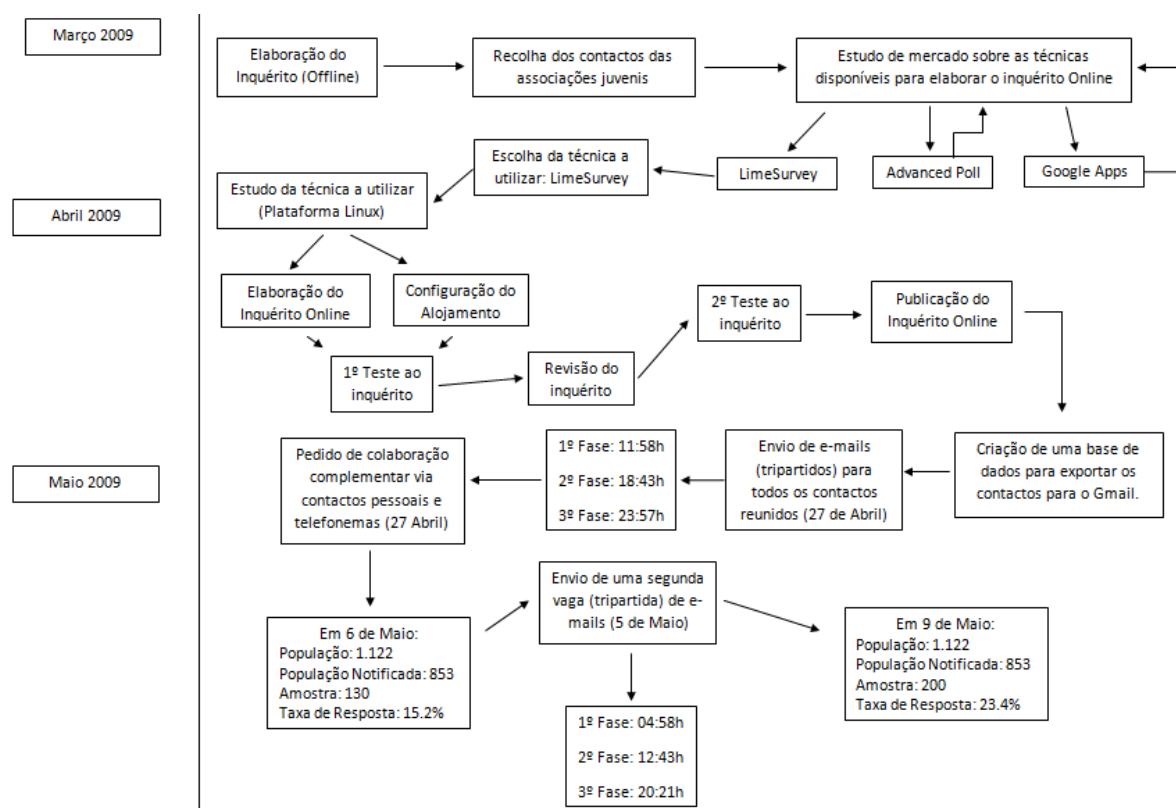 Março 2009
Elaboração do
Inquérito (Offline)
Recolha dos contactos das
associações juvenis
Estudo de mercado sobre as técnicas
disponíveis para elaborar o inquérito Online
LimeSurvey
Advanced Poll
Google Apps
Escolha da técnica a
utilizar: LimeSurvey
Abril 2009
Estudo da técnica a utilizar
(Plataforma Linux)
Elaboração do
Inquérito Online
Configuração do
Alojamento
1º Teste ao
inquérito
Revisão do
inquérito
2º Teste ao
inquérito
Publicação do
Inquérito Online
Maio 2009
Criação de uma base de
dados para exportar os
contactos para o Gmail.
Envio de e-mails
(tripartidos) para
todos os contactos
reunidos (27 de Abril)
1º Fase: 11:58h
2º Fase: 18:43h
3º Fase: 23:57h
Pedido de colaboração
complementar via
contactos pessoais e
telefonemas (27 Abril)
Em 6 de Maio:
População: 1.122
População Notificada: 853
Amostra: 130
Taxa de Resposta: 15.2%
Envio de uma segunda
vaga (tripartida) de e-
mails (5 de Maio)
1º Fase: 04:58h
2º Fase: 12:43h
3º Fase: 20:21h
Em 9 de Maio:
População: 1.122
População Notificada: 853
Amostra: 200
Taxa de Resposta: 23.4%